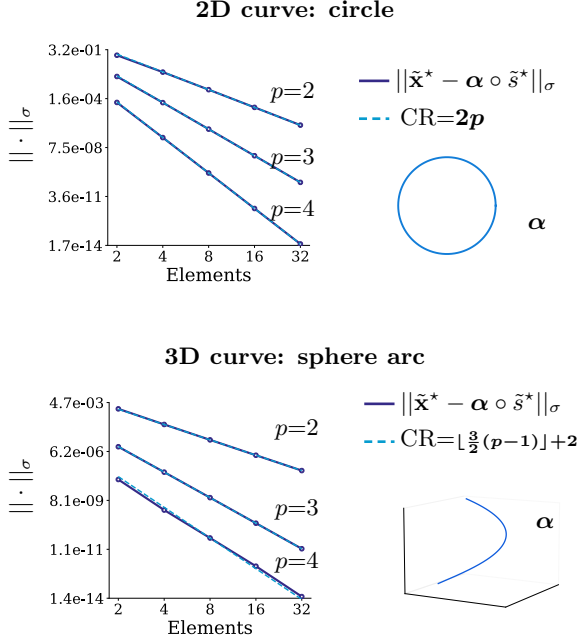 2D curve: circle
3.2e-01
1.6e-04
7.5e-08
3.6e-11
1.7e-14
|| · ||σ
2 4 8 16 32
Elements
p=2
p=3
p=4
||x̃⋆ − α ∘ s̃⋆||σ
CR=2p
α
3D curve: sphere arc
4.7e-03
6.2e-06
8.1e-09
1.1e-11
1.4e-14
|| · ||σ
2 4 8 16 32
Elements
p=2
p=3
p=4
||x̃⋆ − α ∘ s̃⋆||σ
CR=⌊3/2(p−1)⌋+2
α